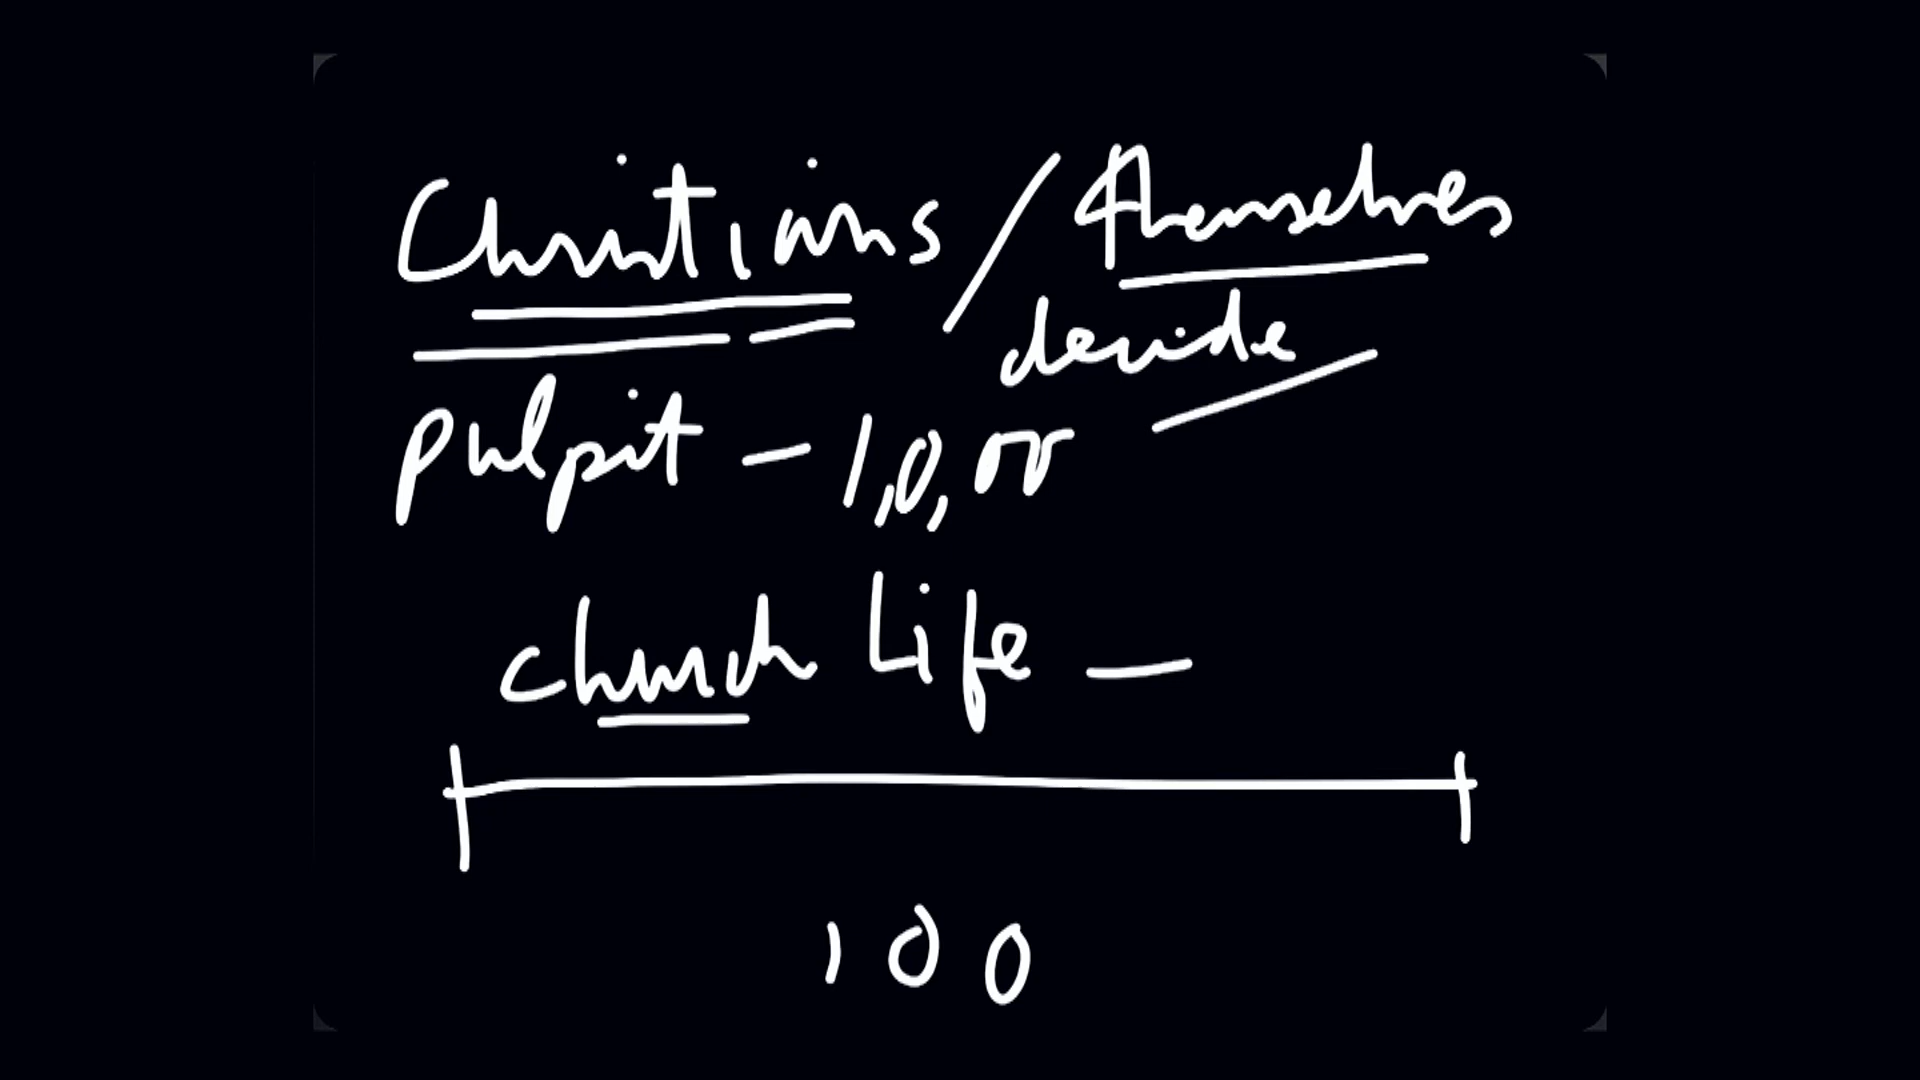 Christians / themselves
decide
pulpit - 1,0,00
church Life -
100